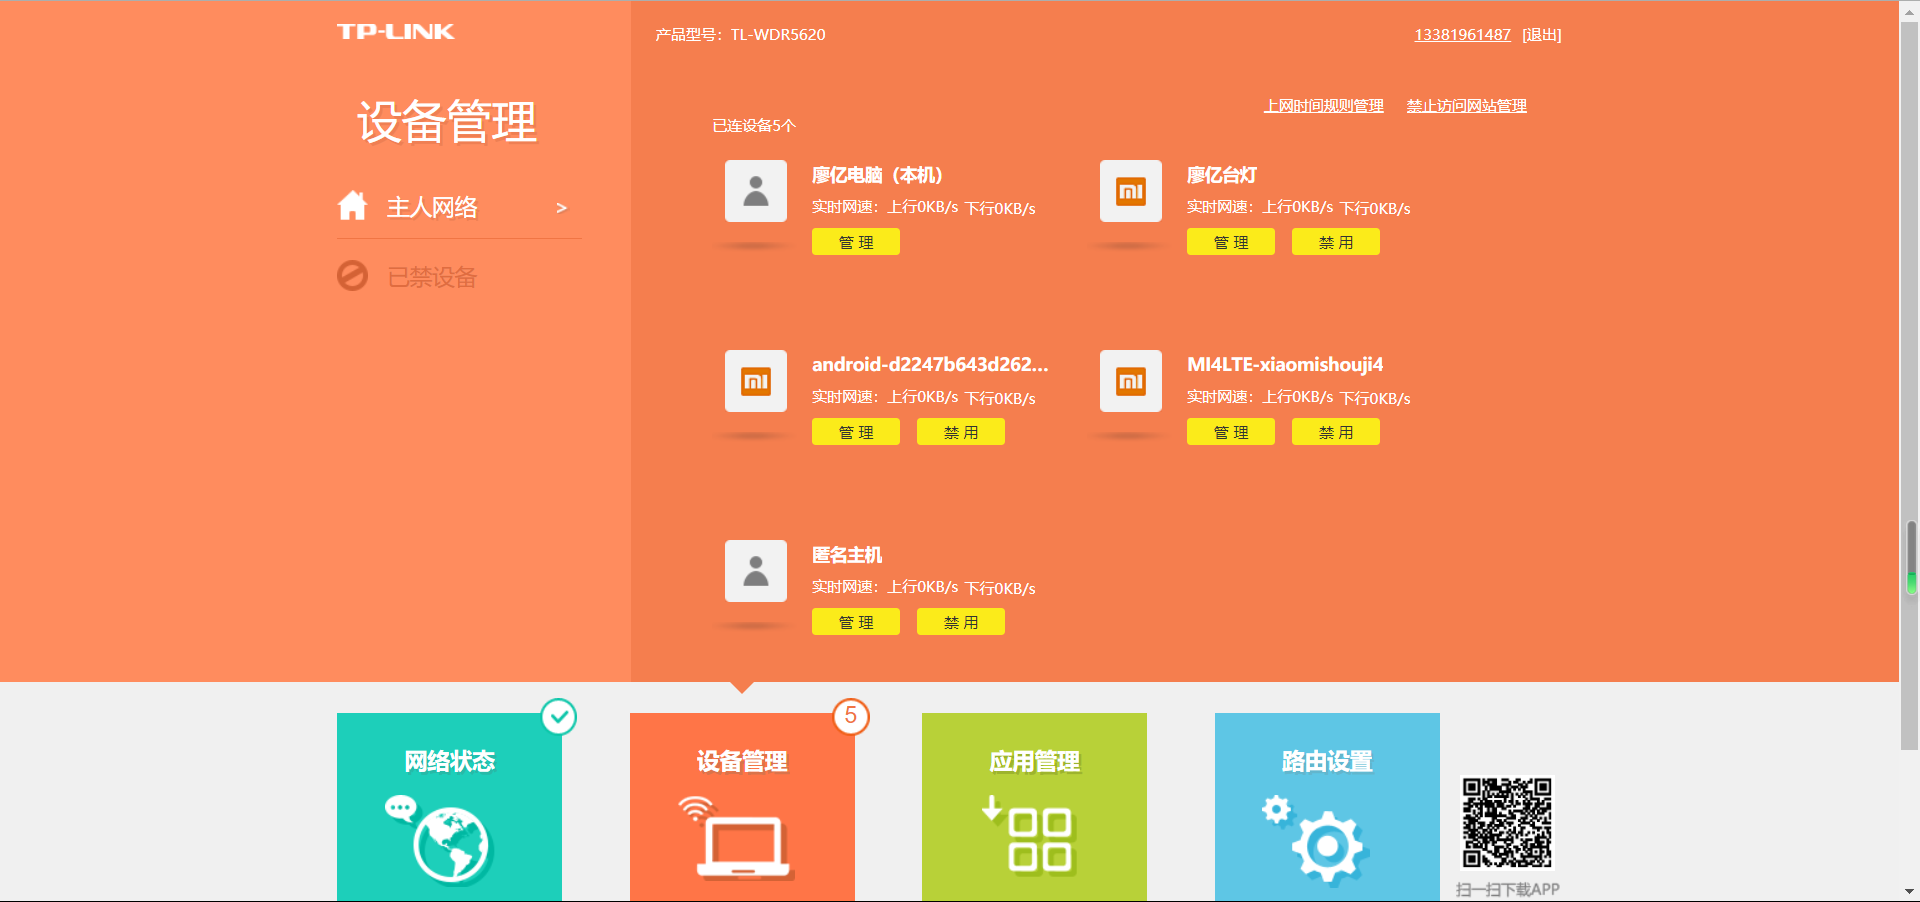 TP-LINK
产品型号：TL-WDR5620
13381961487 [退出]
设备管理
上网时间规则管理 禁止访问网站管理
已连设备5个
主人网络 >
已禁设备
廖亿电脑（本机）
实时网速：上行0KB/s 下行0KB/s
管 理
廖亿台灯
实时网速：上行0KB/s 下行0KB/s
管 理 禁 用
android-d2247b643d262...
实时网速：上行0KB/s 下行0KB/s
管 理 禁 用
MI4LTE-xiaomishouji4
实时网速：上行0KB/s 下行0KB/s
管 理 禁 用
匿名主机
实时网速：上行0KB/s 下行0KB/s
管 理 禁 用
网络状态
5
设备管理
应用管理
路由设置
扫一扫下载APP